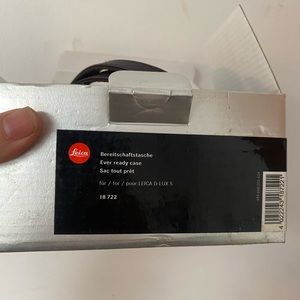 Leica
Bereitschaftstasche
Ever ready case
Sac tout prêt
für / for / pour LEICA D-LUX 5
18 722